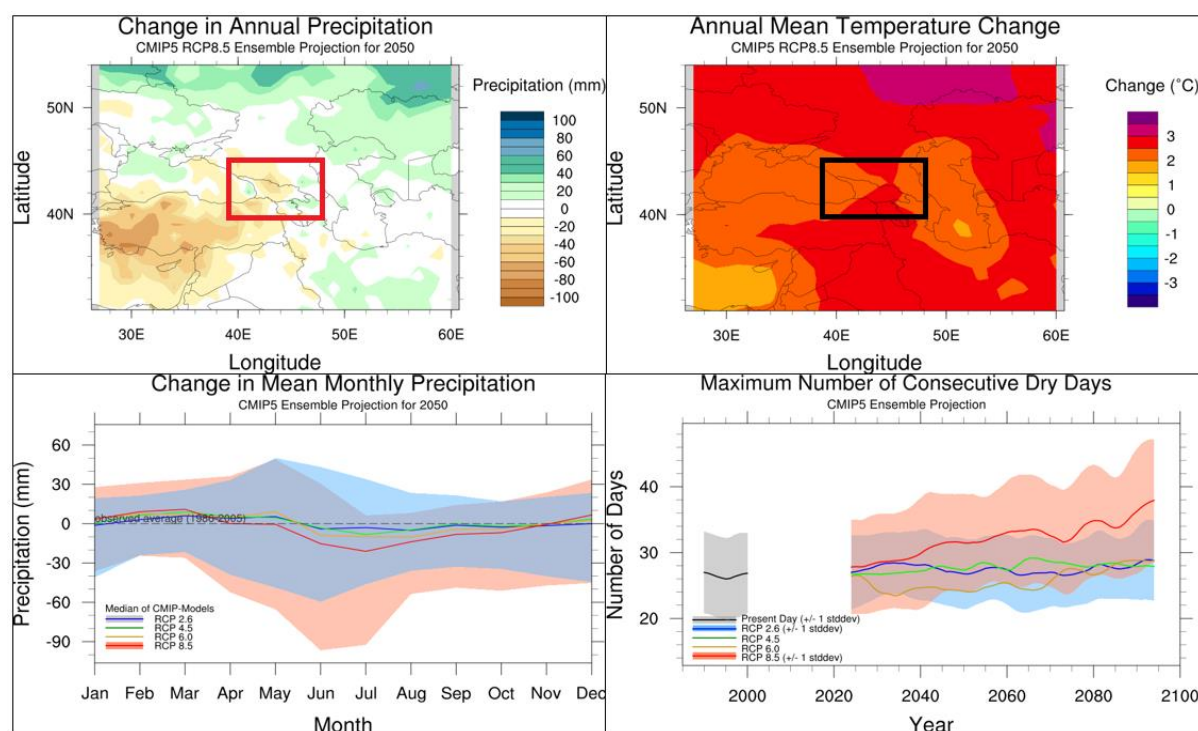 Change in Annual Precipitation
CMIP5 RCP8.5 Ensemble Projection for 2050
Precipitation (mm)
100
80
60
40
20
0
-20
-40
-60
-80
-100
50N
40N
Latitude
30E 40E 50E 60E
Longitude
Annual Mean Temperature Change
CMIP5 RCP8.5 Ensemble Projection for 2050
Change (°C)
3
2
1
0
-1
-2
-3
50N
40N
Latitude
30E 40E 50E 60E
Longitude
Change in Mean Monthly Precipitation
CMIP5 Ensemble Projection for 2050
60
30
0
-30
-60
-90
Precipitation (mm)
observed average (1986-2005)
Median of CMIP-Models
RCP 2.6
RCP 4.5
RCP 6.0
RCP 8.5
Jan Feb Mar Apr May Jun Jul Aug Sep Oct Nov Dec
Month
Maximum Number of Consecutive Dry Days
CMIP5 Ensemble Projection
40
30
20
Number of Days
Present Day (+/- 1 stddev)
RCP 2.6 (+/- 1 stddev)
RCP 4.5
RCP 6.0
RCP 8.5 (+/- 1 stddev)
2000 2020 2040 2060 2080 2100
Year